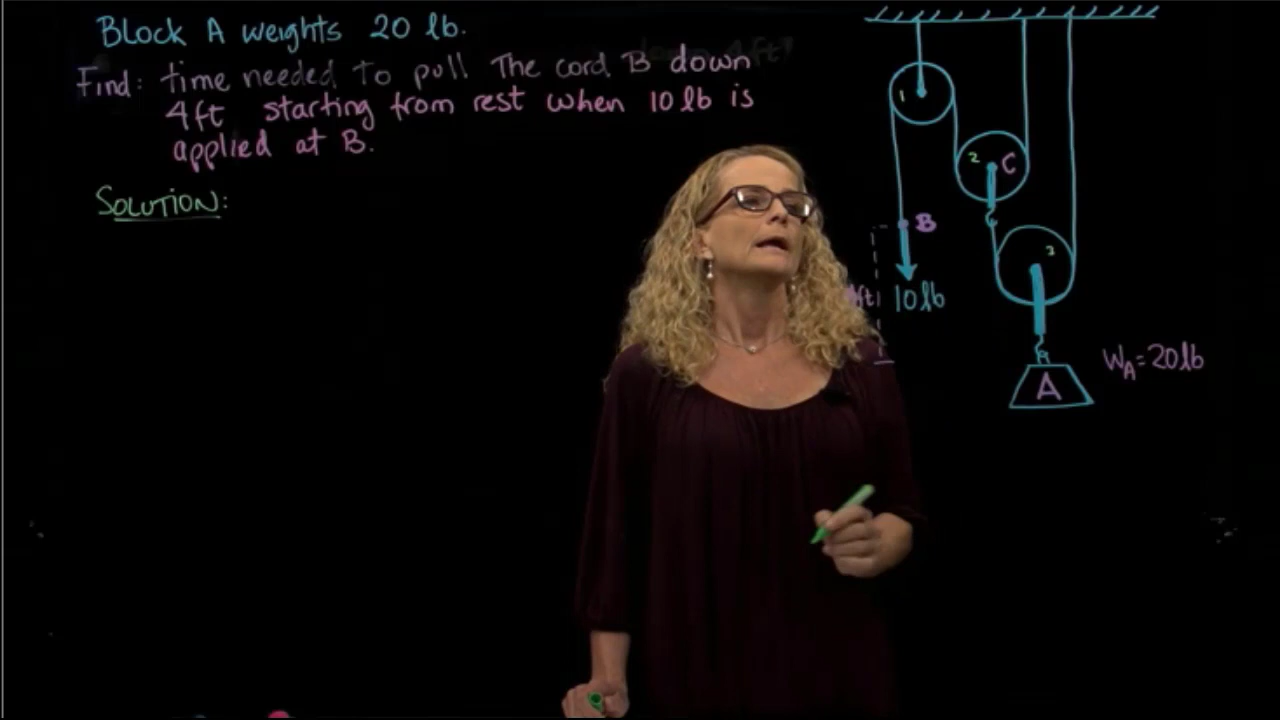 Block A weights 20 lb.
Find: time needed to pull The cord B down
4ft starting from rest when 10 lb is
applied at B.
SOLUTION:
1
2 C
B
3
4ft
10 lb
W_A = 20 lb
A